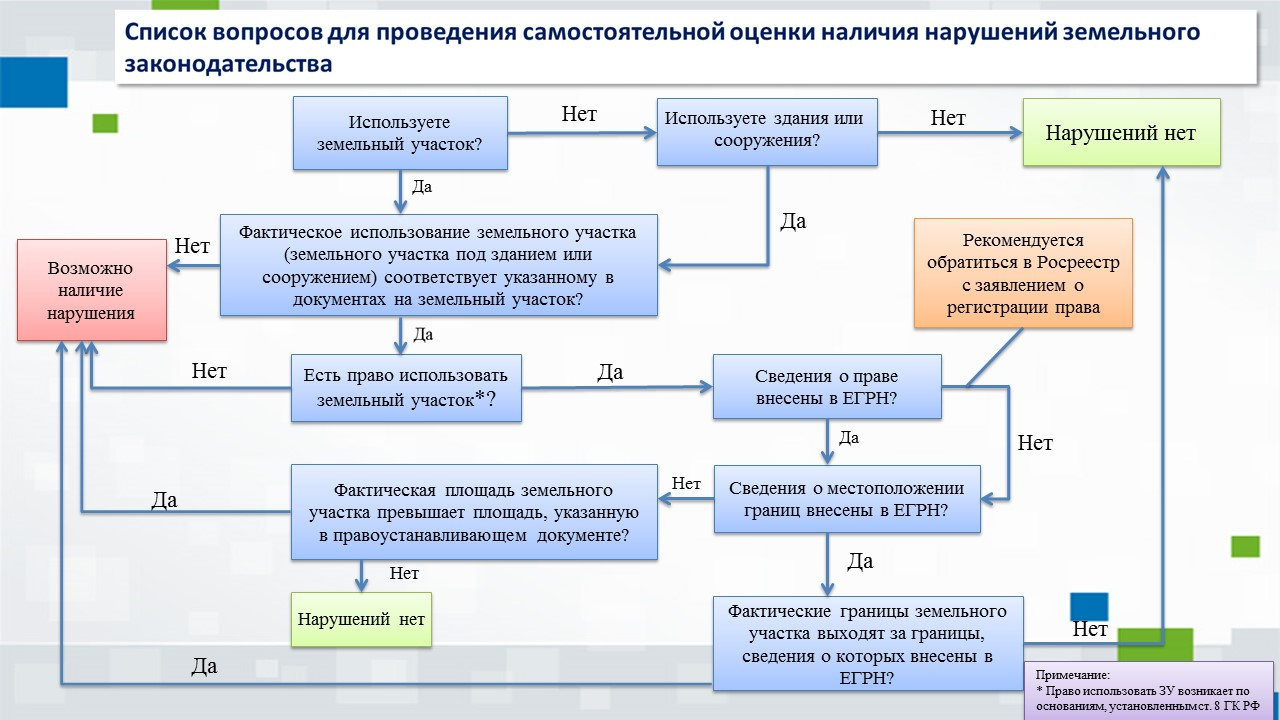 Список вопросов для проведения самостоятельной оценки наличия нарушений земельного
законодательства
Используете
земельный участок?
Нет
Используете здания или
сооружения?
Нет
Нарушений нет
Да
Да
Фактическое использование земельного участка
(земельного участка под зданием или
сооружением) соответствует указанному в
документах на земельный участок?
Нет
Возможно
наличие
нарушения
Рекомендуется
обратиться в Росреестр
с заявлением о
регистрации права
Да
Есть право использовать
земельный участок*?
Нет
Да
Сведения о праве
внесены в ЕГРН?
Да
Нет
Сведения о местоположении
границ внесены в ЕГРН?
Нет
Фактическая площадь земельного
участка превышает площадь, указанную
в правоустанавливающем документе?
Да
Нет
Нарушений нет
Да
Фактические границы земельного
участка выходят за границы,
сведения о которых внесены в
ЕГРН?
Нет
Да
Примечание:
* Право использовать ЗУ возникает по
основаниям, установленным ст. 8 ГК РФ